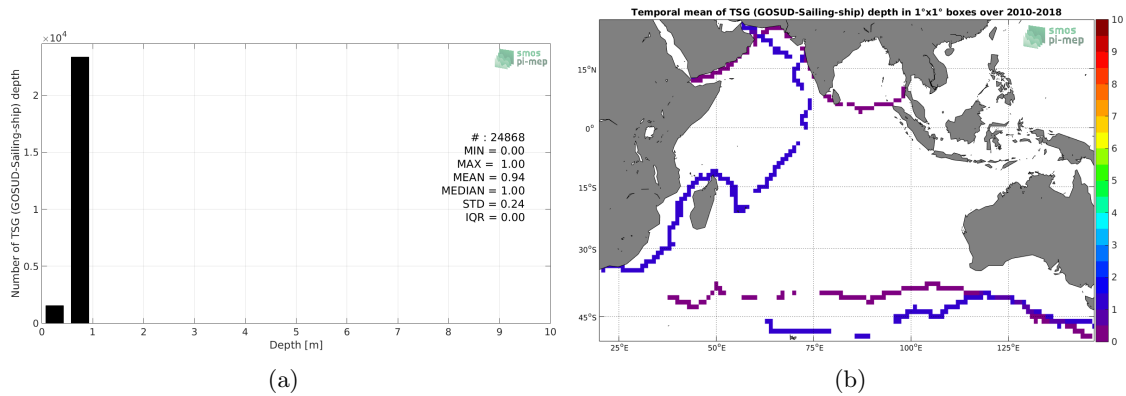 ×10⁴
smos
pi-mep
Number of TSG (GOSUD-Sailing-ship) depth
2
1.5
1
0.5
0
# : 24868
MIN = 0.00
MAX = 1.00
MEAN = 0.94
MEDIAN = 1.00
STD = 0.24
IQR = 0.00
0 1 2 3 4 5 6 7 8 9 10
Depth [m]
(a)
Temporal mean of TSG (GOSUD-Sailing-ship) depth in 1°x1° boxes over 2010-2018
smos
pi-mep
15°N
0°
15°S
30°S
45°S
25°E 50°E 75°E 100°E 125°E
10
9
8
7
6
5
4
3
2
1
0
(b)